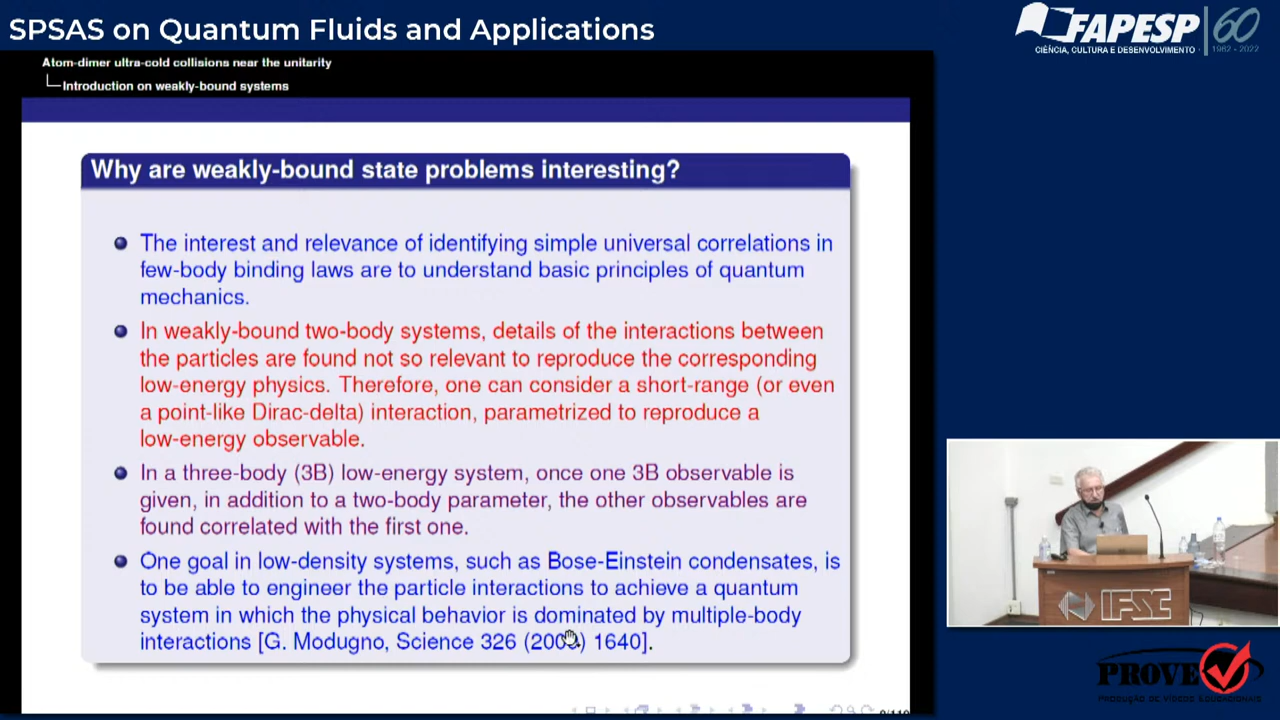 SPSAS on Quantum Fluids and Applications
FAPESP 60
CIÊNCIA, CULTURA E DESENVOLVIMENTO 1962 - 2022
Atom-dimer ultra-cold collisions near the unitarity
Introduction on weakly-bound systems
Why are weakly-bound state problems interesting?
The interest and relevance of identifying simple universal correlations in
few-body binding laws are to understand basic principles of quantum
mechanics.
In weakly-bound two-body systems, details of the interactions between
the particles are found not so relevant to reproduce the corresponding
low-energy physics. Therefore, one can consider a short-range (or even
a point-like Dirac-delta) interaction, parametrized to reproduce a
low-energy observable.
In a three-body (3B) low-energy system, once one 3B observable is
given, in addition to a two-body parameter, the other observables are
found correlated with the first one.
One goal in low-density systems, such as Bose-Einstein condensates, is
to be able to engineer the particle interactions to achieve a quantum
system in which the physical behavior is dominated by multiple-body
interactions [G. Modugno, Science 326 (2009) 1640].
IFSC
PROVE
PRODUÇÃO DE VÍDEOS EDUCACIONAIS